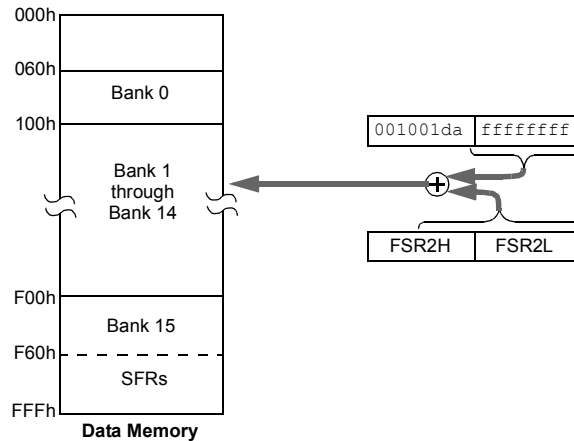 000h
060h
Bank 0
100h
001001da ffffffff
Bank 1
through
Bank 14
FSR2H FSR2L
F00h
Bank 15
F60h
SFRs
FFFh
Data Memory